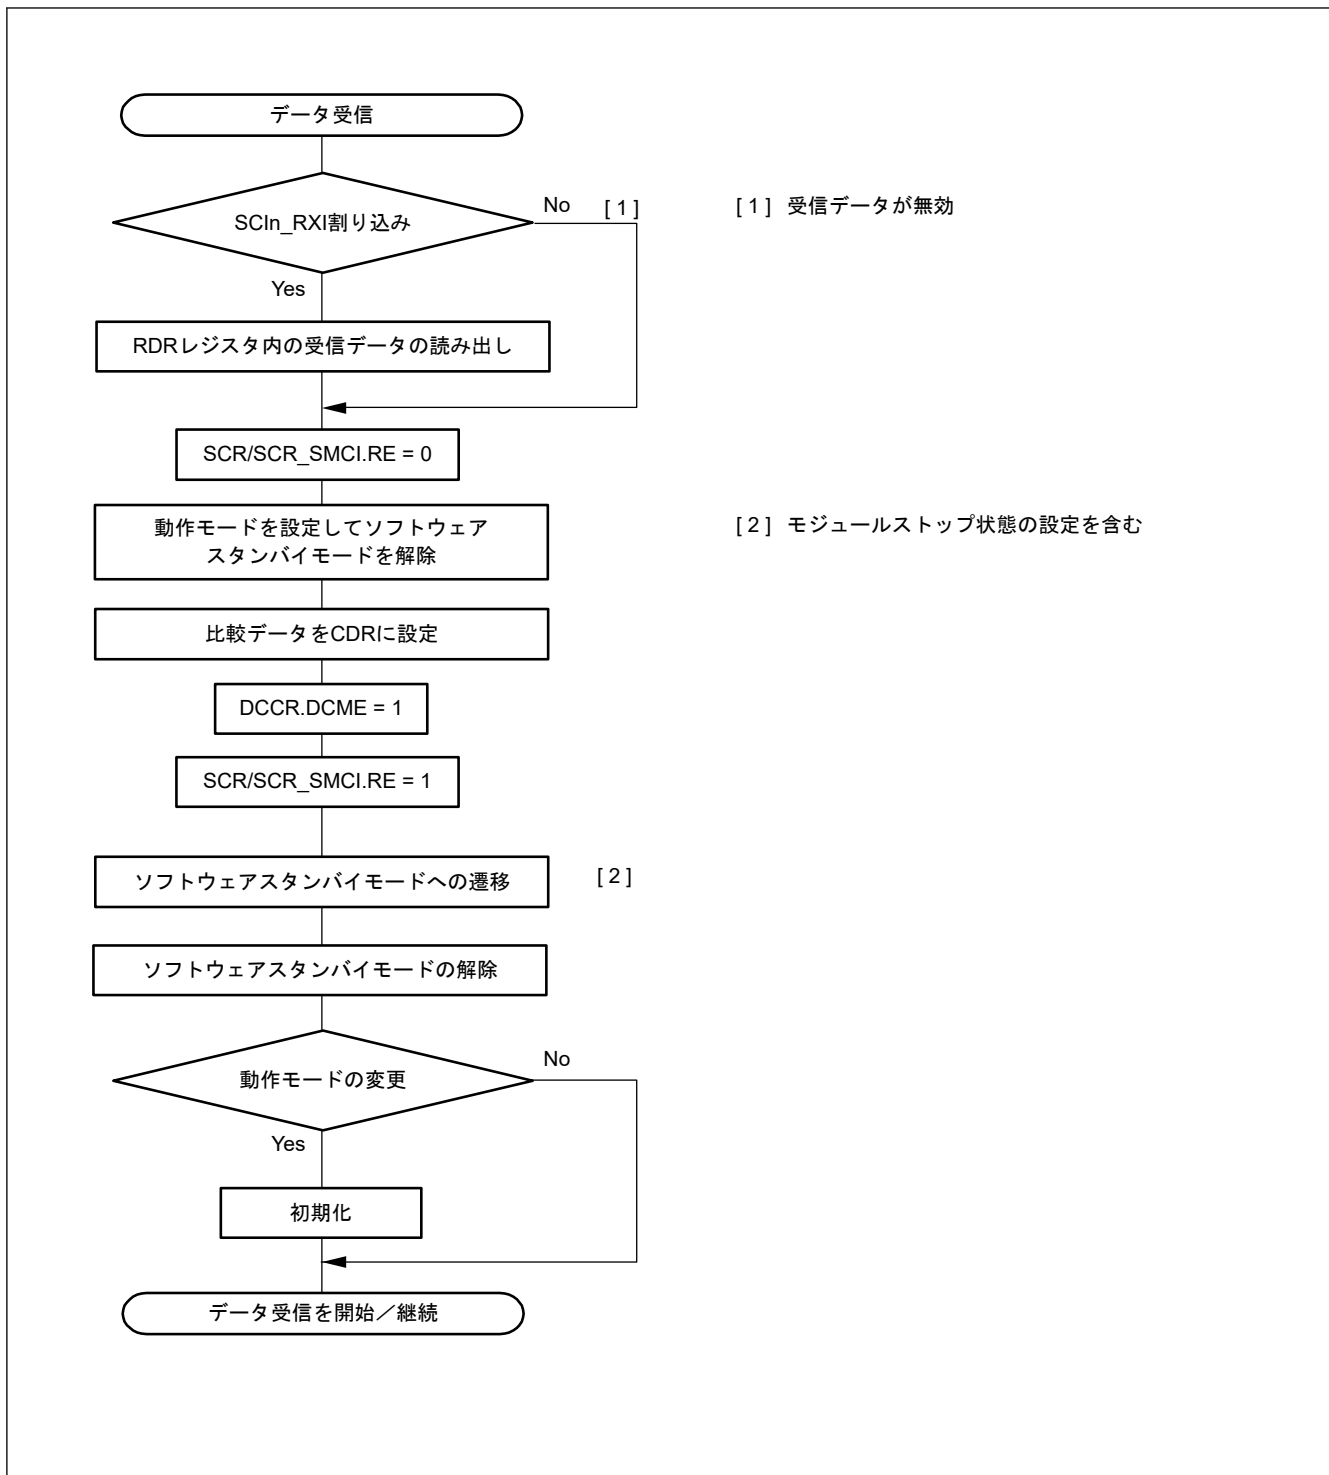 データ受信
SCIn_RXI割り込み
No [ 1 ]
[ 1 ] 受信データが無効
Yes
RDRレジスタ内の受信データの読み出し
SCR/SCR_SMCI.RE = 0
動作モードを設定してソフトウェア
スタンバイモードを解除
[ 2 ] モジュールストップ状態の設定を含む
比較データをCDRに設定
DCCR.DCME = 1
SCR/SCR_SMCI.RE = 1
ソフトウェアスタンバイモードへの遷移
[ 2 ]
ソフトウェアスタンバイモードの解除
動作モードの変更
No
Yes
初期化
データ受信を開始／継続